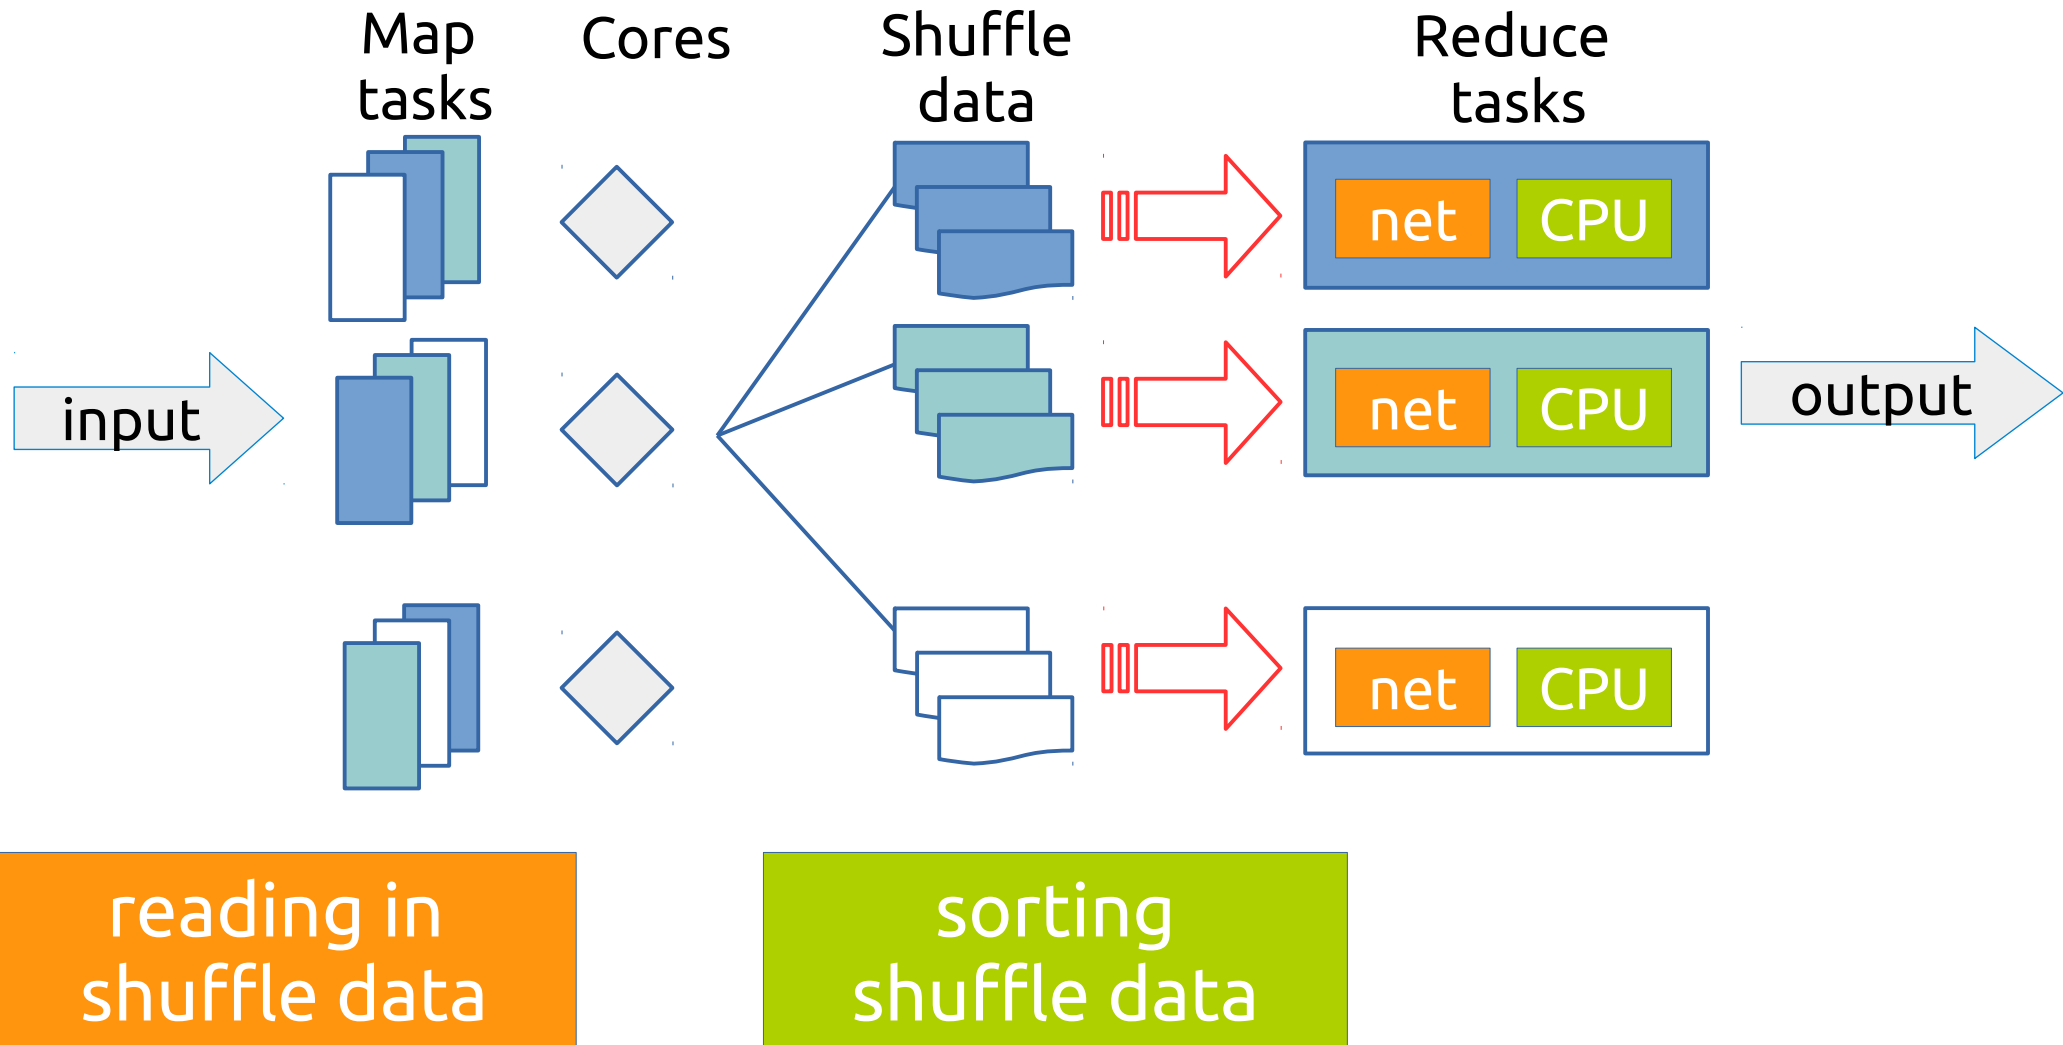 Map
tasks
Cores
Shuffle
data
Reduce
tasks
net CPU
input
net CPU
output
net CPU
reading in
shuffle data
sorting
shuffle data